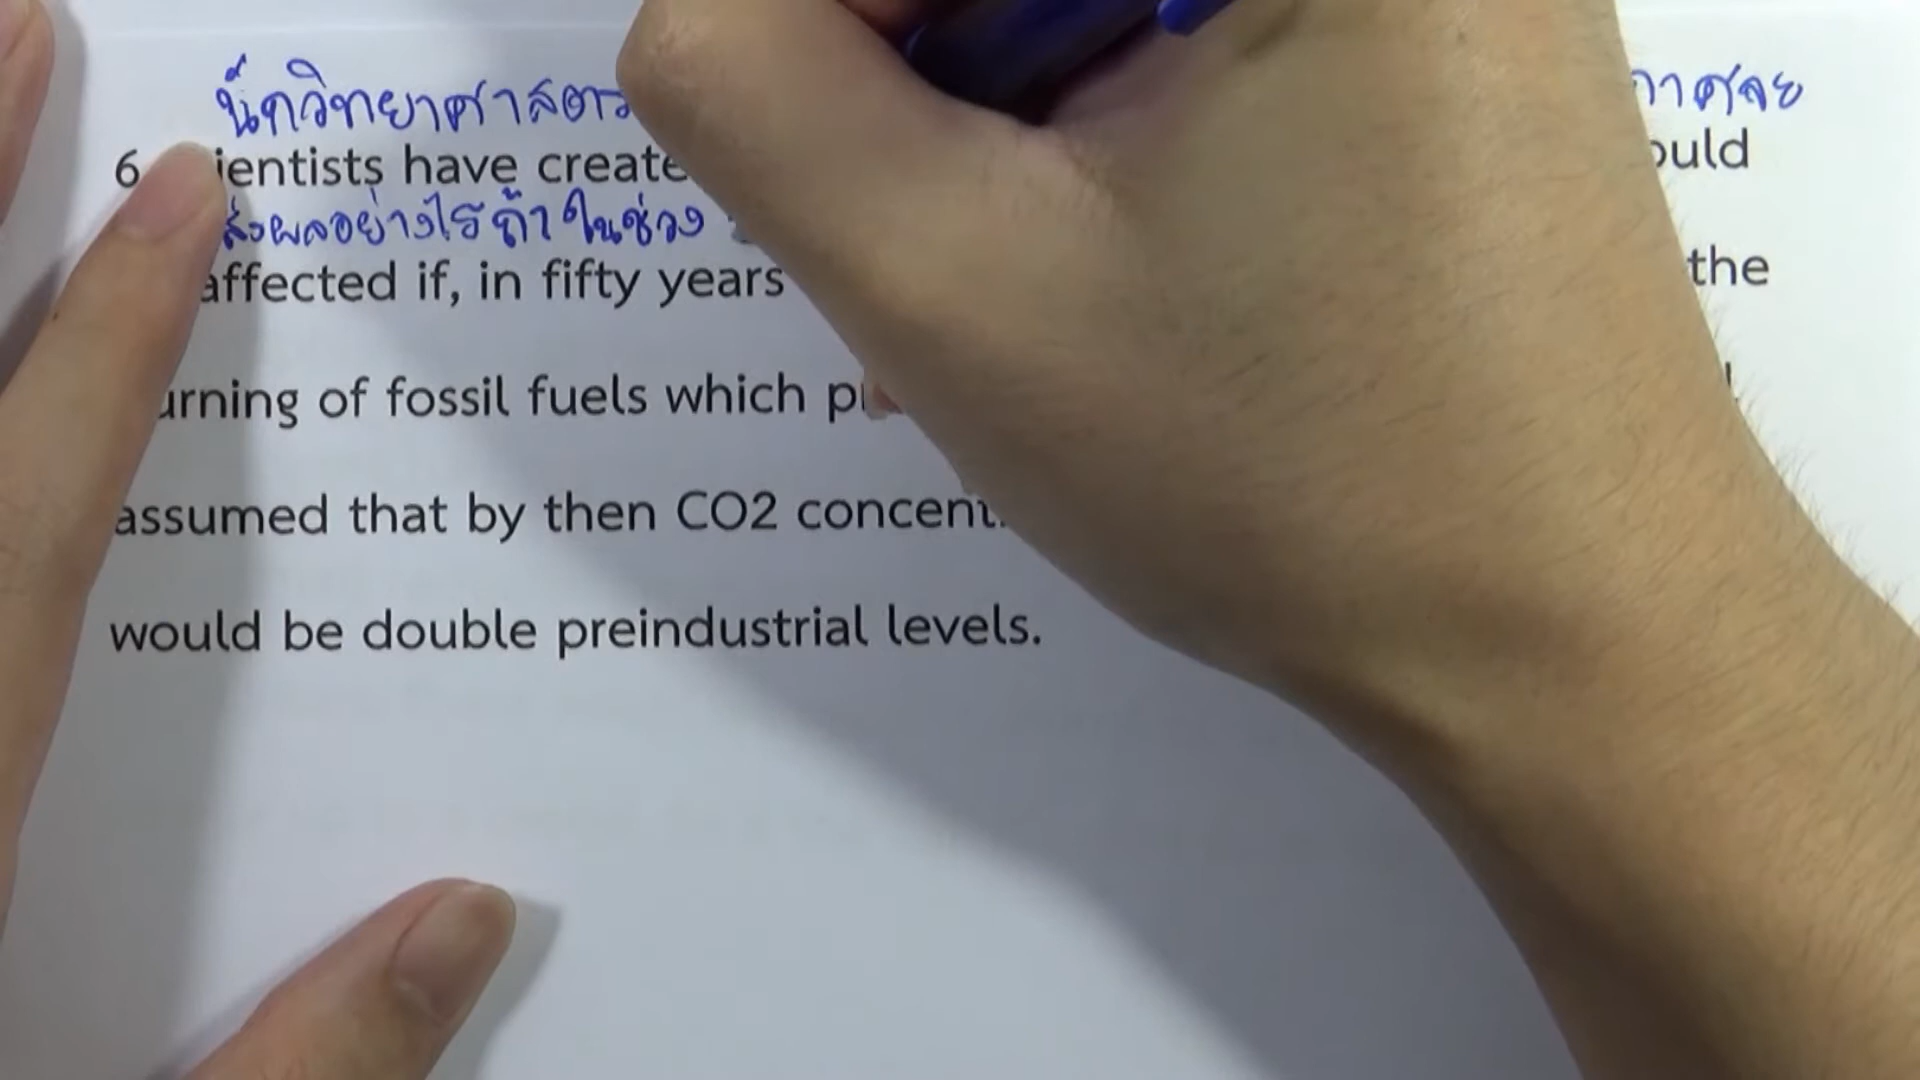 นักวิทยาศาสตร กาศลย
6 ientists have create ould
ส่งผลอย่างไรถ้า ในช่วง
affected if, in fifty years the
urning of fossil fuels which p
assumed that by then CO2 concent
would be double preindustrial levels.